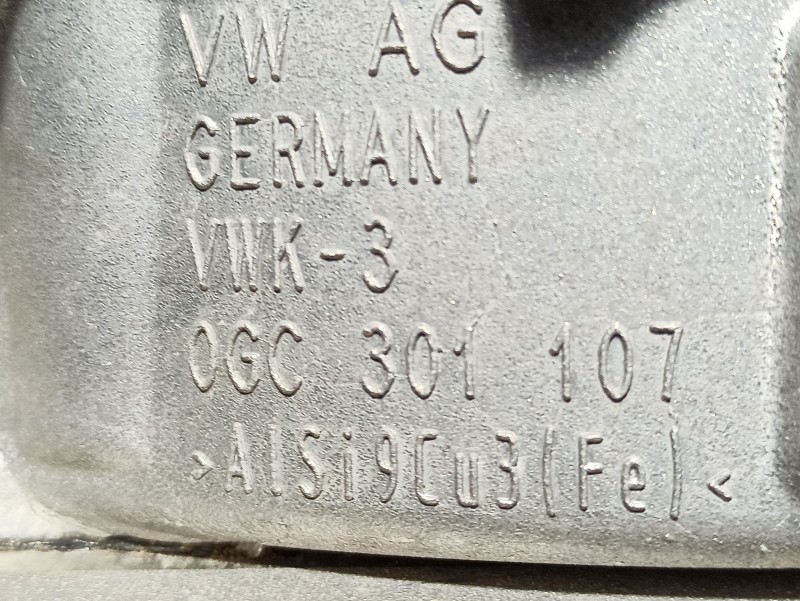 VW AG
GERMANY
VWK-3
0GC 301 107
>AlSi9Cu3(Fe)<